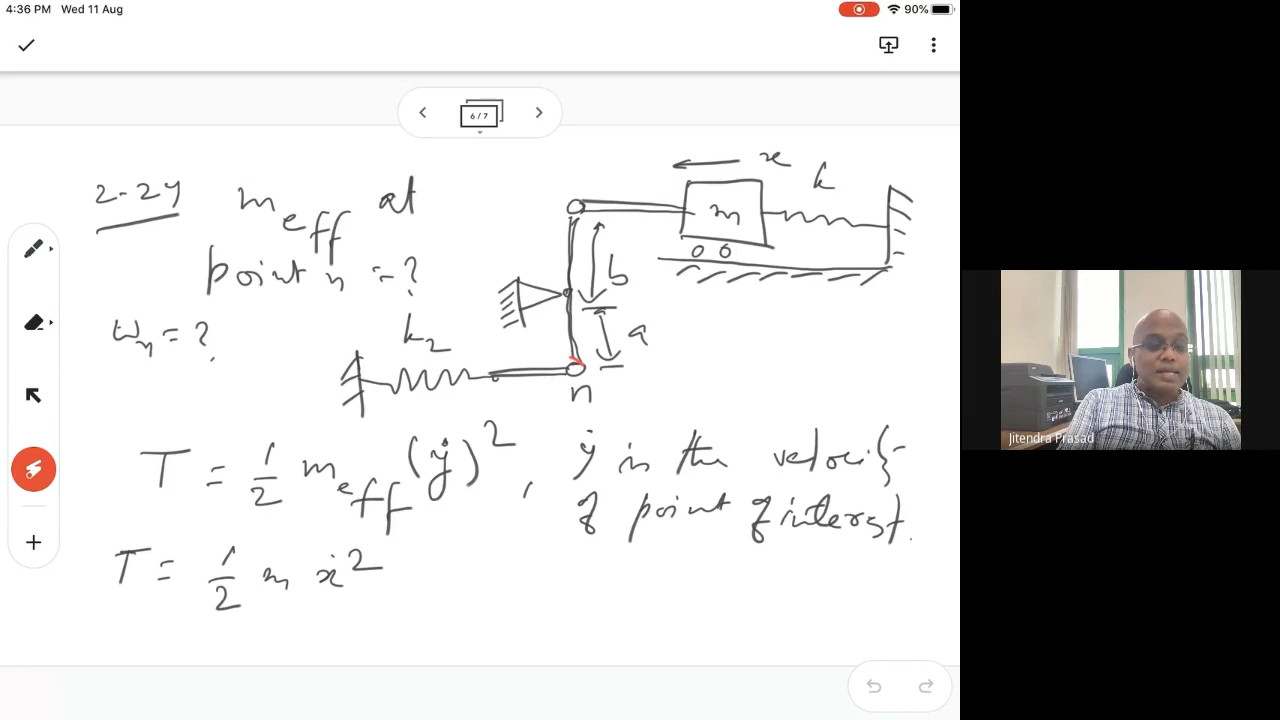 4:36 PM Wed 11 Aug
90%
6/7
2-24 m_eff at
point n = ?
ω_n = ?
x
k
m
b
a
k_2
n
T = 1/2 m_eff (ẏ)^2 , ẏ is the velocity
of point of interest.
T = 1/2 m ẋ^2
Jitendra Prasad